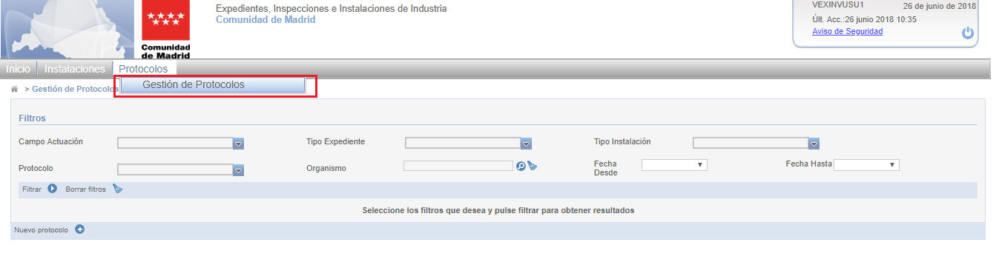 Expedientes, Inspecciones e Instalaciones de Industria
Comunidad de Madrid
Comunidad
de Madrid
VEXINVUSU1 26 de junio de 2018
Últ. Acc.:26 junio 2018 10:35
Aviso de Seguridad
Inicio Instalaciones Protocolos
Gestión de Protocolos
> Gestión de Protocolos
Filtros
Campo Actuación Tipo Expediente Tipo Instalación
Protocolo Organismo Fecha Desde Fecha Hasta
Filtrar Borrar filtros
Seleccione los filtros que desea y pulse filtrar para obtener resultados
Nuevo protocolo